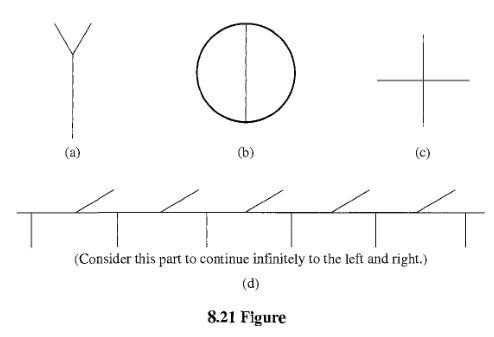 (a) (b) (c)
(Consider this part to continue infinitely to the left and right.)
(d)
8.21 Figure